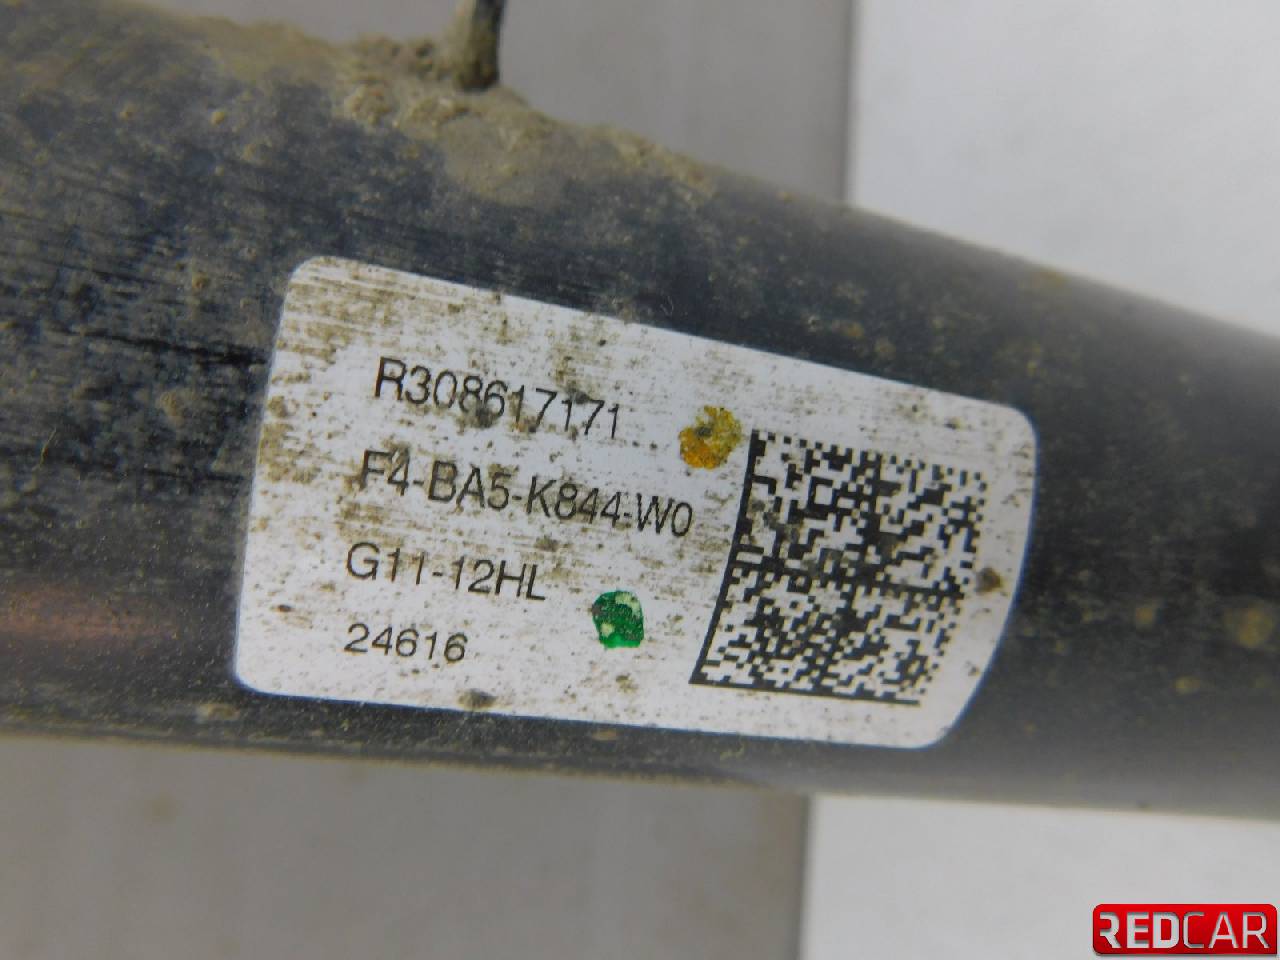 R308617171
F4-BA5-K844-W0
G11-12HL
24616
REDCAR